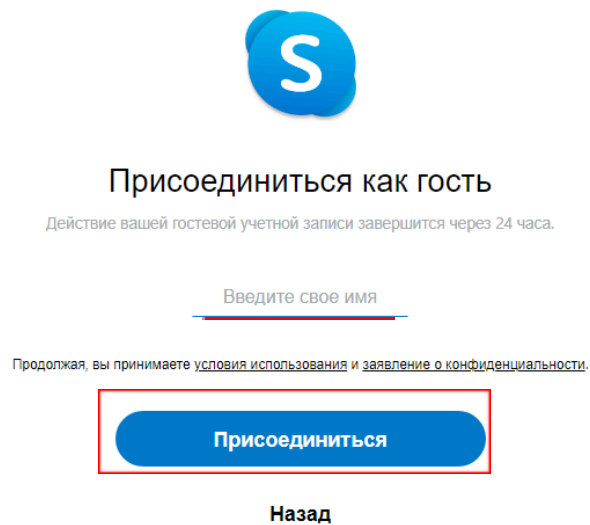 S
Присоединиться как гость
Действие вашей гостевой учетной записи завершится через 24 часа.
Введите свое имя
Продолжая, вы принимаете условия использования и заявление о конфиденциальности.
Присоединиться
Назад